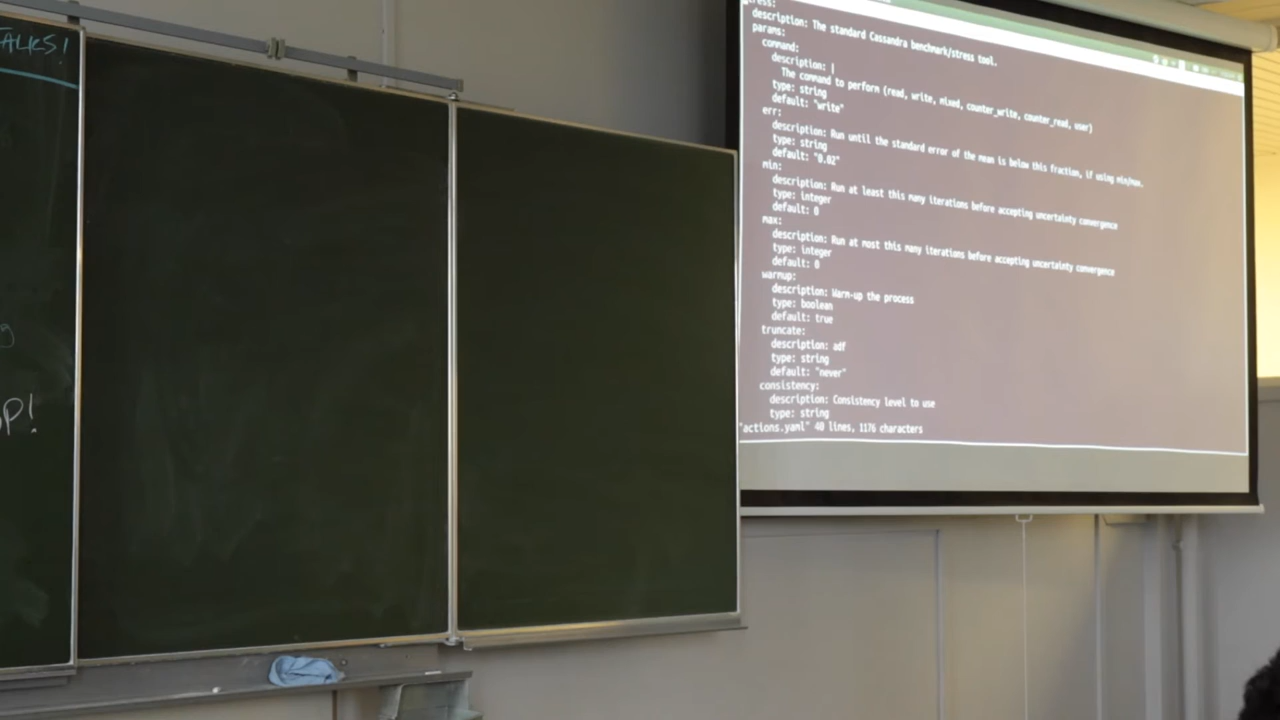 TALKS!
P!
stress:
description: The standard Cassandra benchmark/stress tool.
params:
command:
description: |
The command to perform (read, write, mixed, counter_write, counter_read, user)
type: string
default: "write"
err:
description: Run until the standard error of the mean is below this fraction, if using min/max.
type: string
default: "0.02"
min:
description: Run at least this many iterations before accepting uncertainty convergence
type: integer
default: 0
max:
description: Run at most this many iterations before accepting uncertainty convergence
type: integer
default: 0
warmup:
description: Warm-up the process
type: boolean
default: true
truncate:
description: adf
type: string
default: "never"
consistency:
description: Consistency level to use
type: string
"actions.yaml" 40 lines, 1176 characters